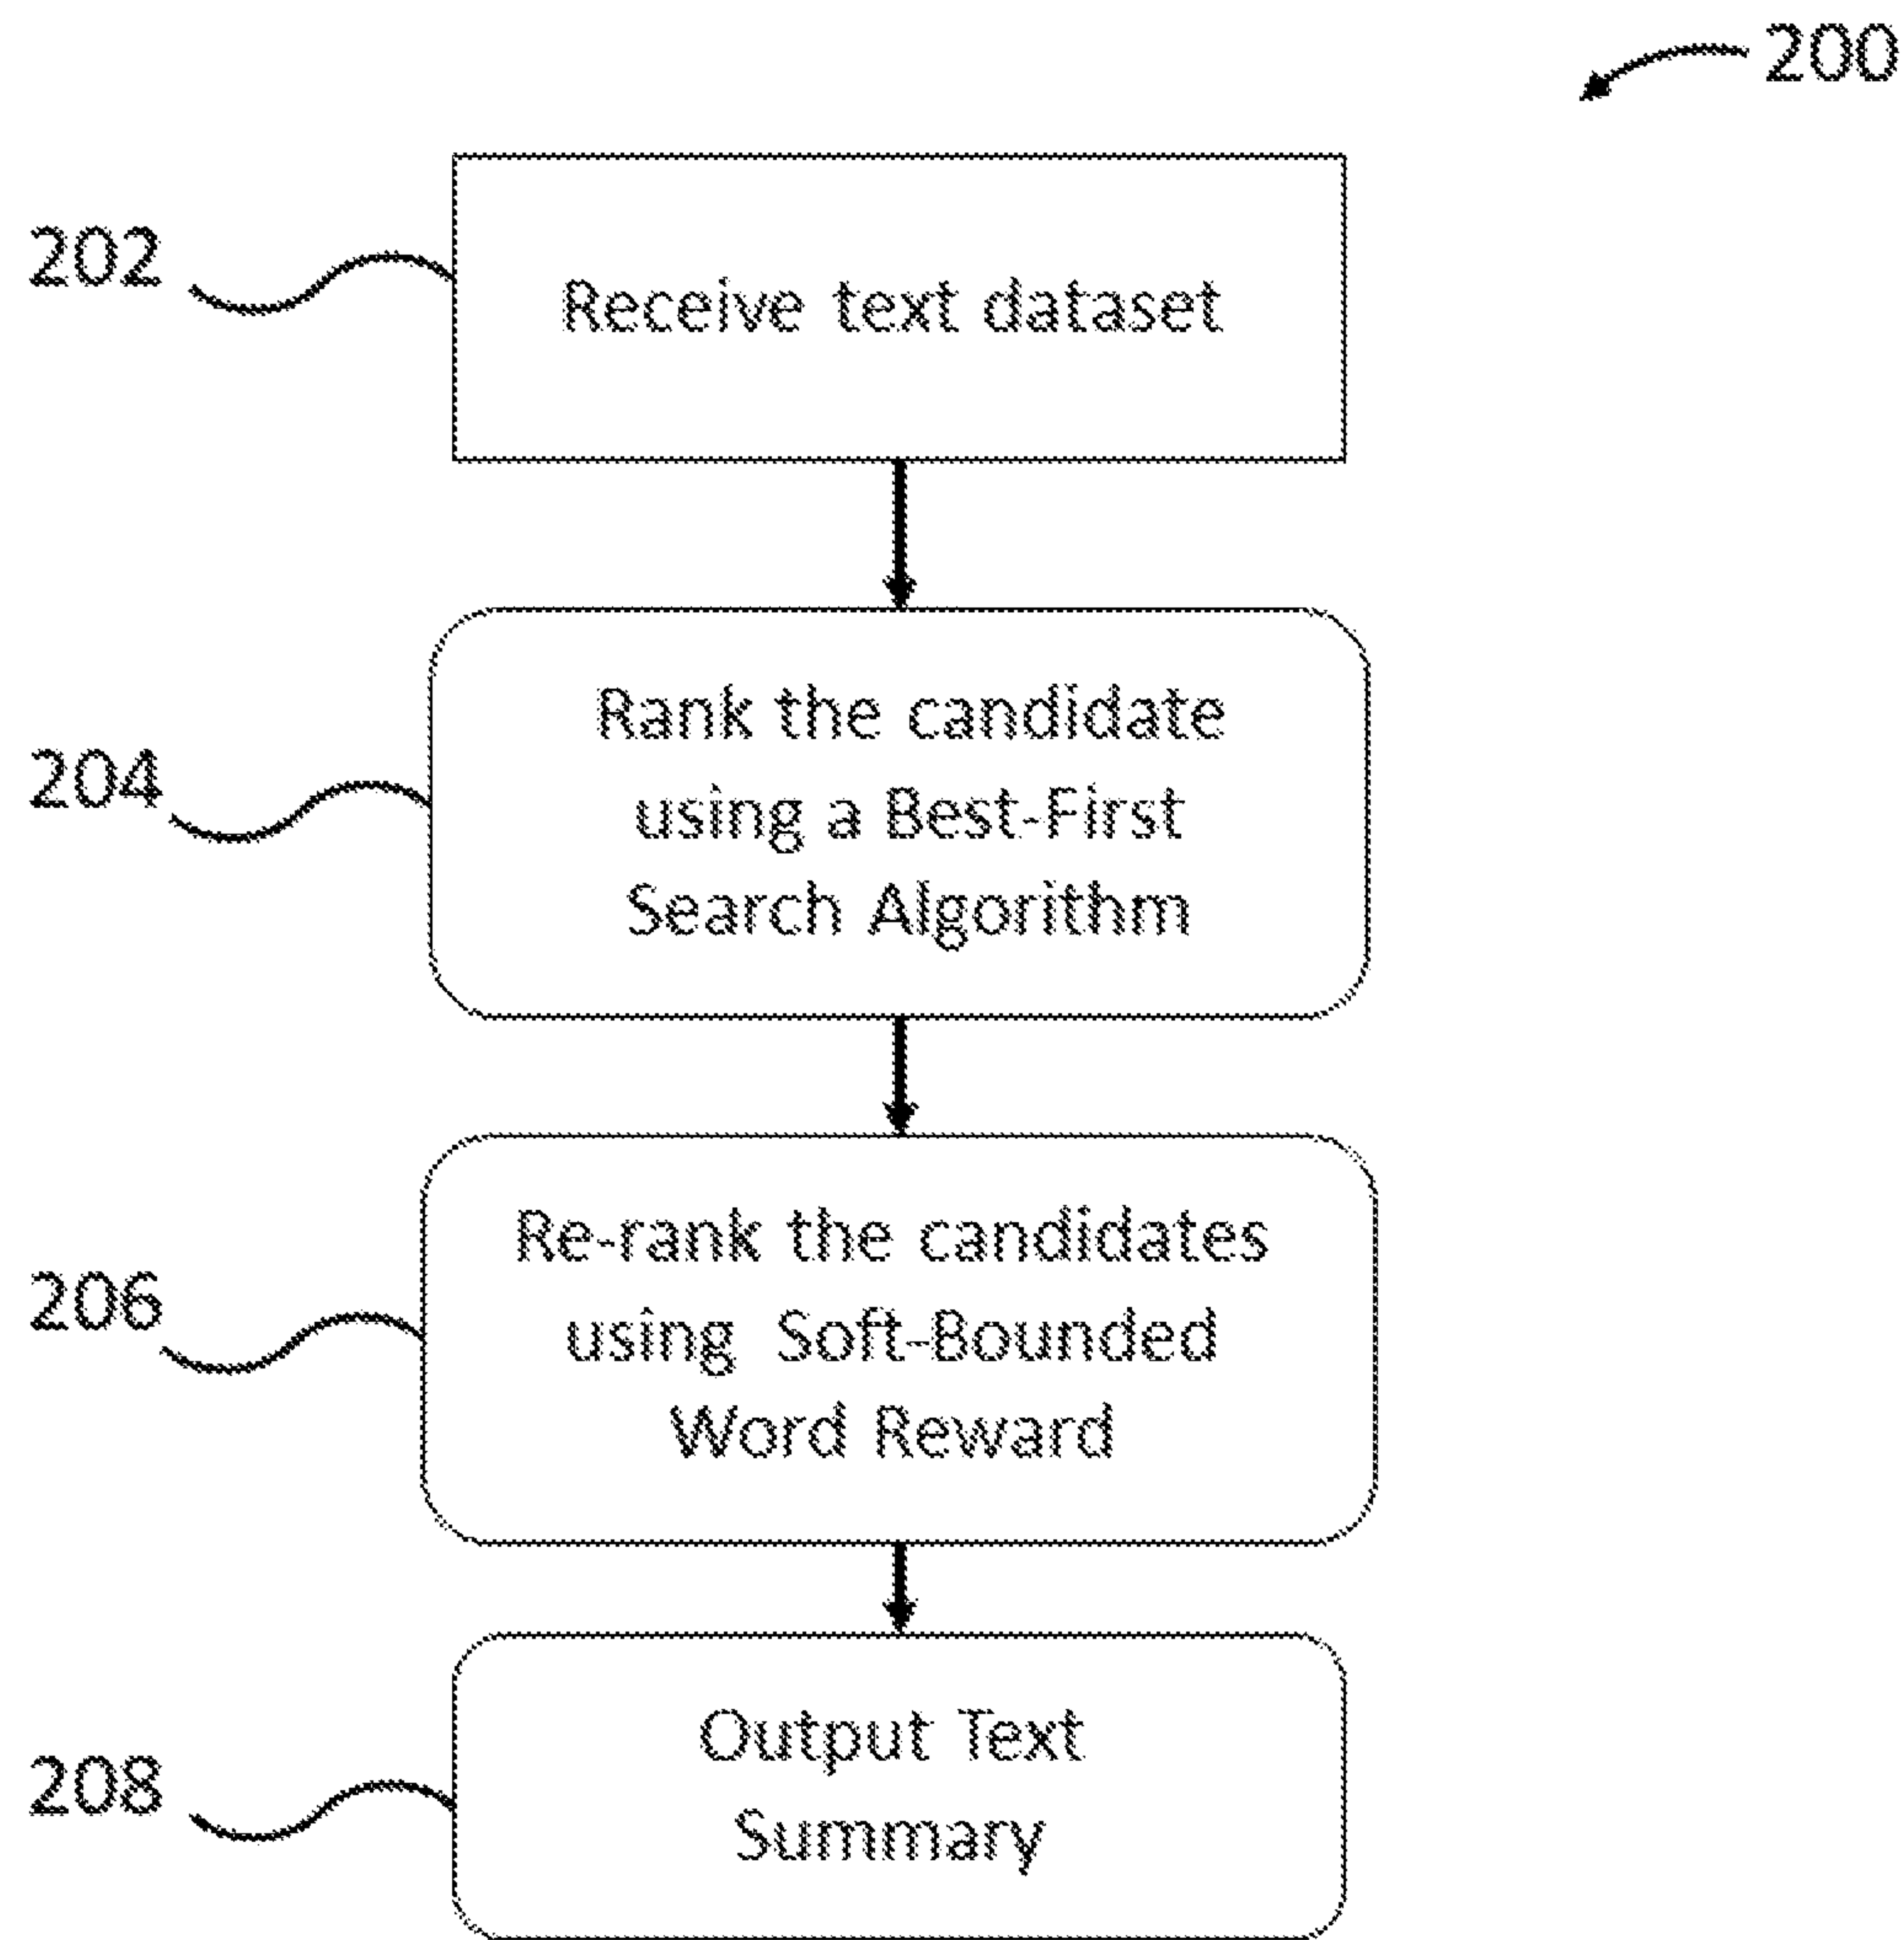 200
202
Receive text dataset
204
Rank the candidate
using a Best-First
Search Algorithm
206
Re-rank the candidates
using Soft-Bounded
Word Reward
208
Output Text
Summary